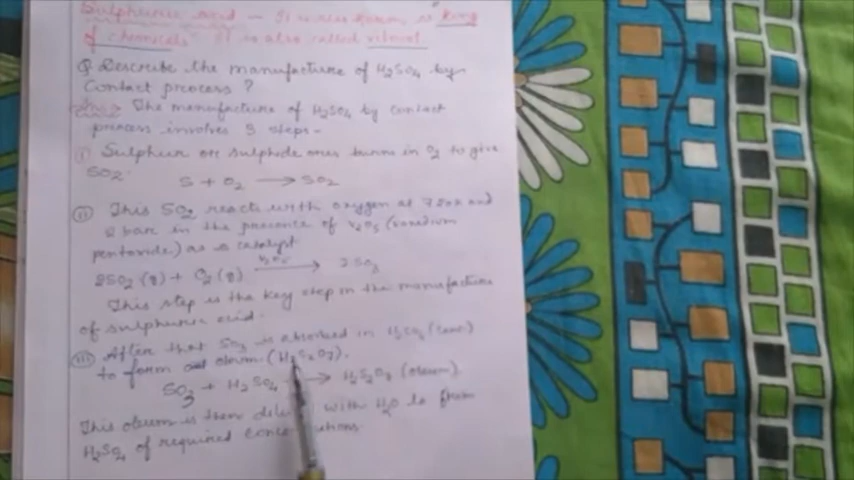 Sulphuric acid - It is also known as "King
of chemicals" It is also called vitriol.
Q Describe the manufacture of H2SO4 by
Contact process ?
Ans:- The manufacture of H2SO4 by contact
process involves 3 steps -
(i) Sulphur or sulphide ores burns in O2 to give
SO2.
S + O2 ⟶ SO2
(ii) This SO2 reacts with oxygen at 720K and
2 bar in the presence of V2O5 (vanedium
pentoxide) as a catalyst
2SO2 (g) + O2 (g) ⟶ 2SO3
V2O5
This step is the key step in the manufacture
of sulphuric acid.
(iii) After that SO3 is absorbed in H2SO4 (conc)
to form oleum (H2S2O7).
SO3 + H2SO4 ⟶ H2S2O7 (oleum)
This oleum is then with H2O to form
H2SO4 of required